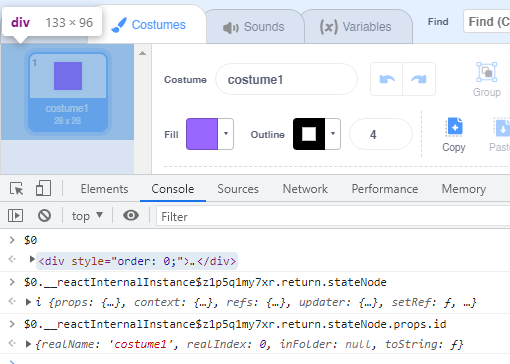 div 133 × 96
Costumes
Sounds
(x) Variables
Find
Find (C
1
costume1
28 x 28
Costume
costume1
Group
Fill
Outline
4
Copy
Paste
Elements
Console
Sources
Network
Performance
Memory
top
Filter
> $0
<div style="order: 0;">…</div>
> $0.__reactInternalInstance$z1p5q1my7xr.return.stateNode
i {props: {…}, context: {…}, refs: {…}, updater: {…}, setRef: ƒ, …}
> $0.__reactInternalInstance$z1p5q1my7xr.return.stateNode.props.id
{realName: 'costume1', realIndex: 0, inFolder: null, toString: ƒ}